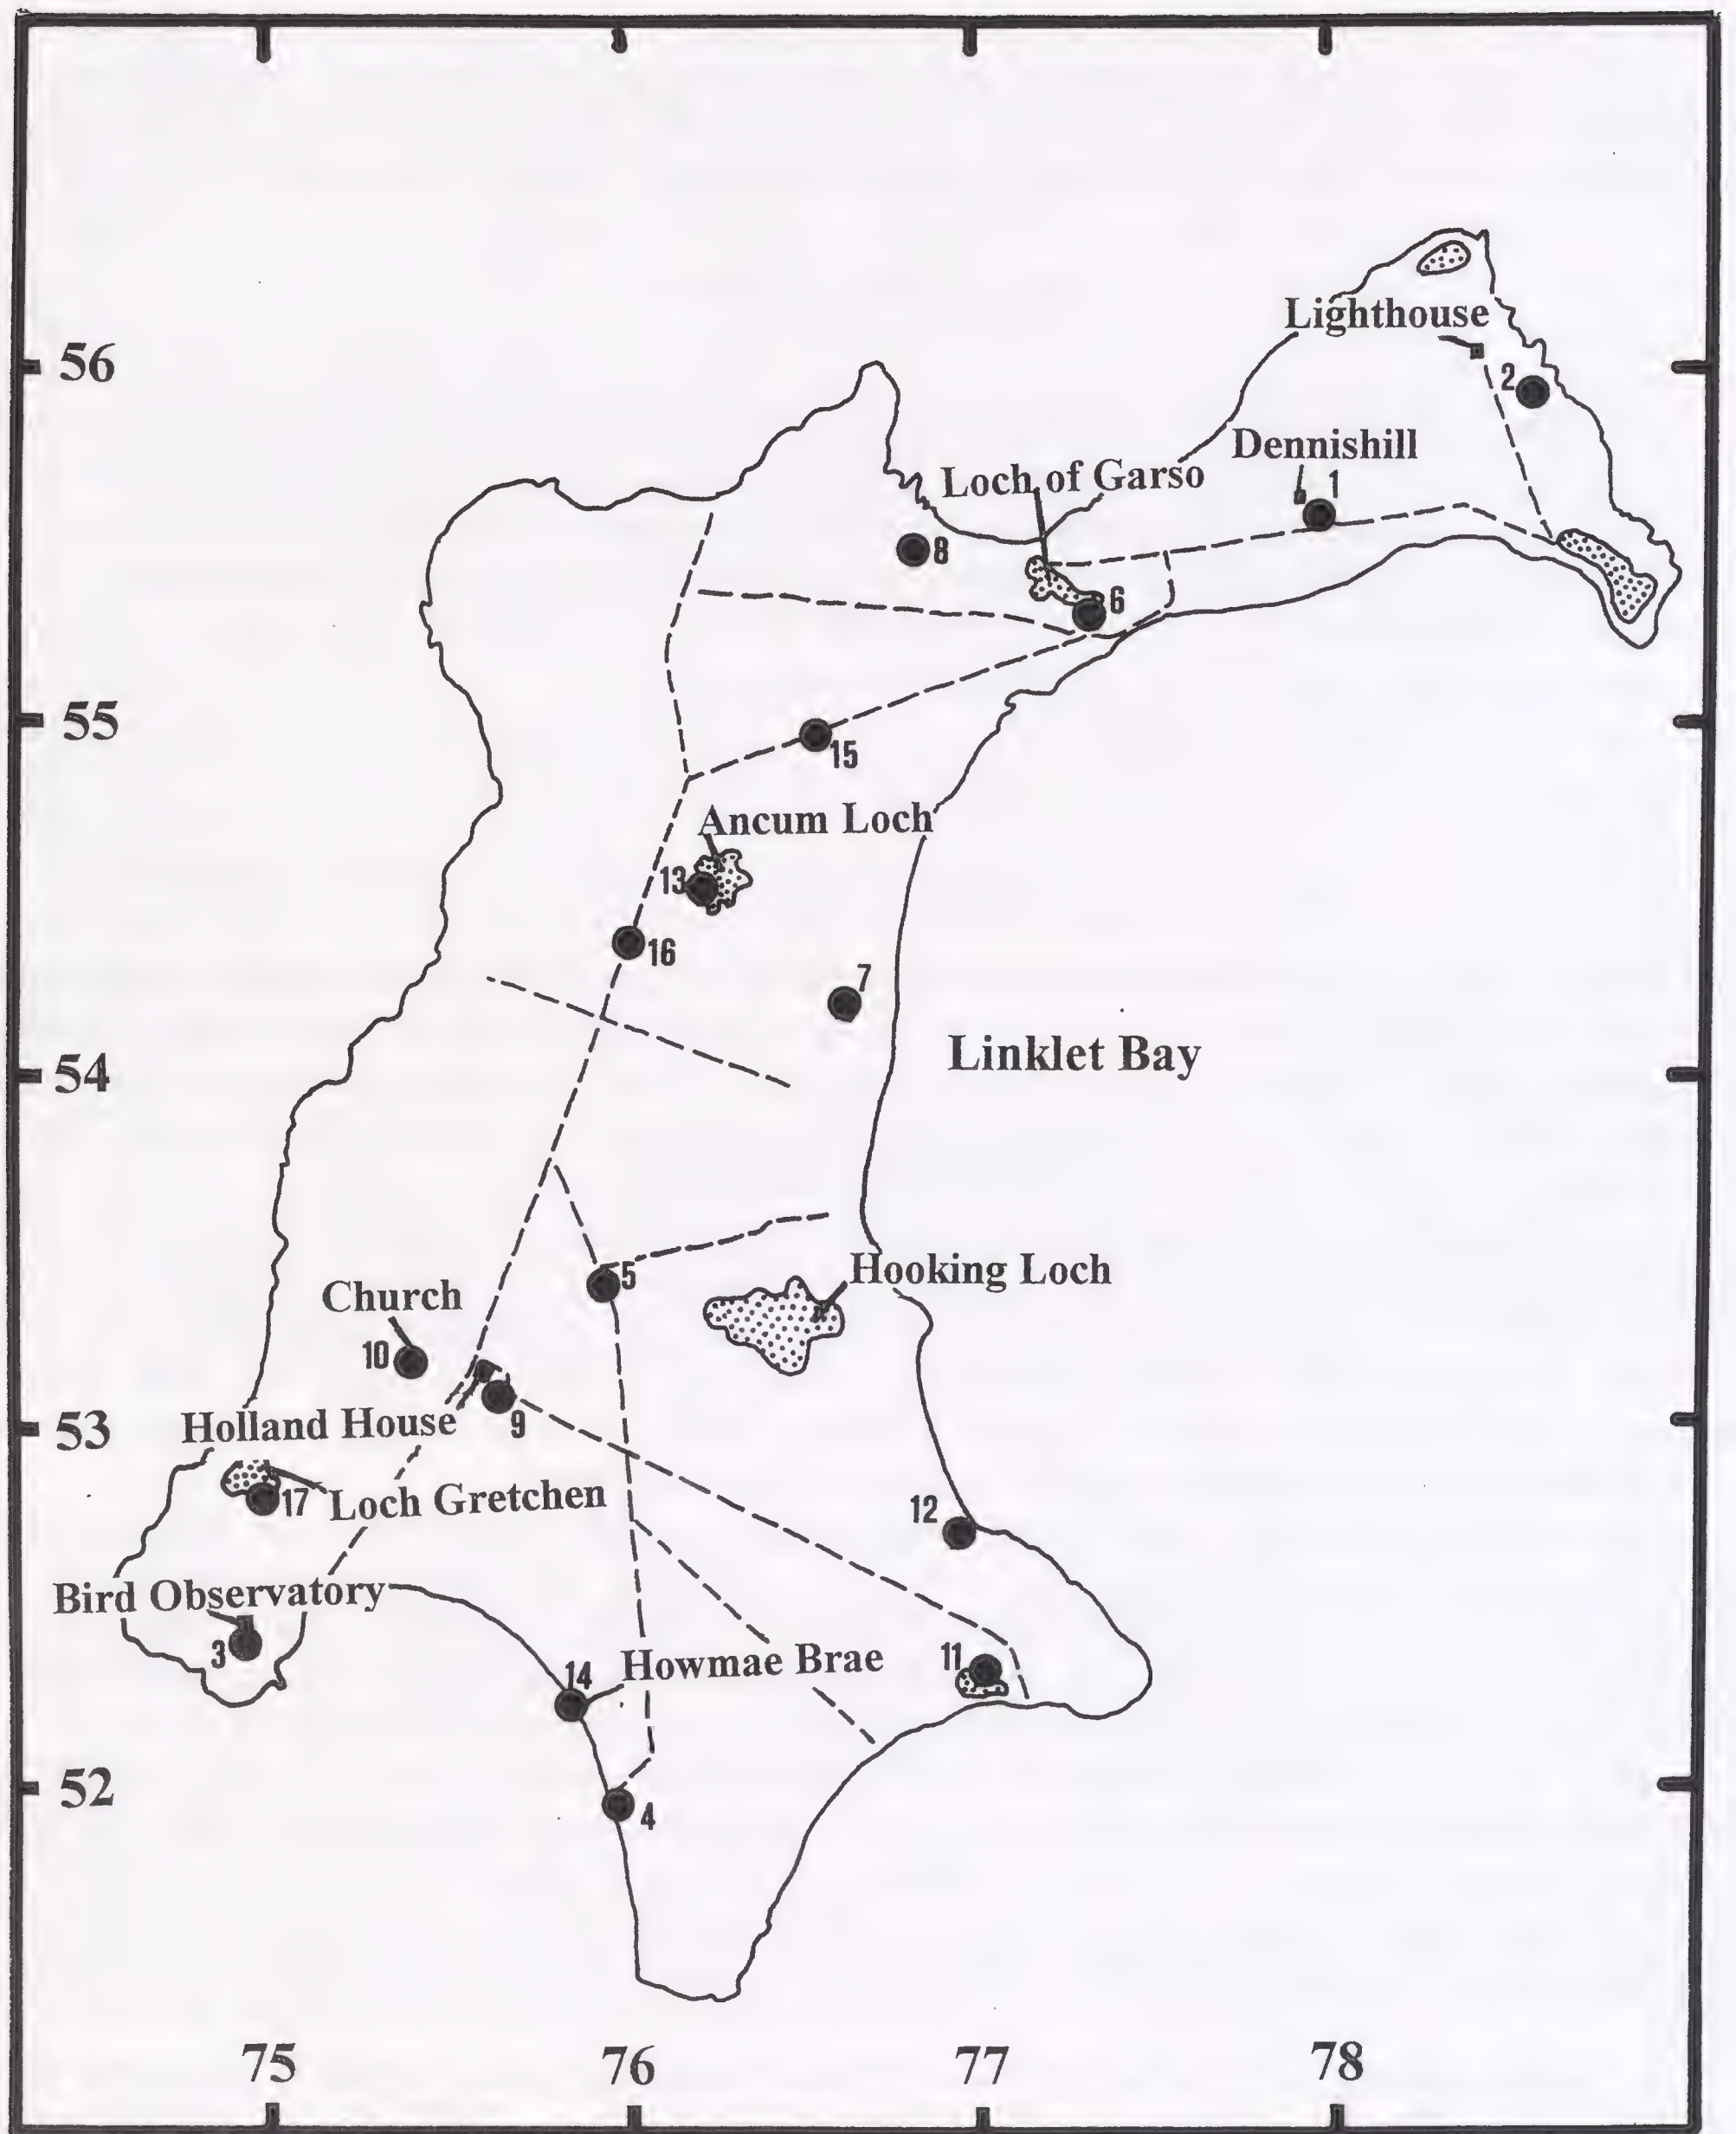 Lighthouse
56
2
Dennishill
Loch of Garso
1
8
6
55
15
Ancum Loch
13
16
7
54
Linklet Bay
Hooking Loch
5
Church
10
53
Holland House
9
17
Loch Gretchen
12
Bird Observatory
3
Howmae Brae
11
14
52
4
75
76
77
78